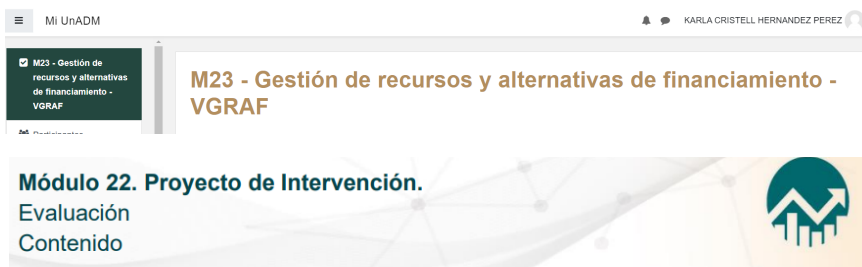 Mi UnADM
KARLA CRISTELL HERNANDEZ PEREZ
M23 - Gestión de
recursos y alternativas
de financiamiento -
VGRAF
Participantes
M23 - Gestión de recursos y alternativas de financiamiento -
VGRAF
Módulo 22. Proyecto de Intervención.
Evaluación
Contenido